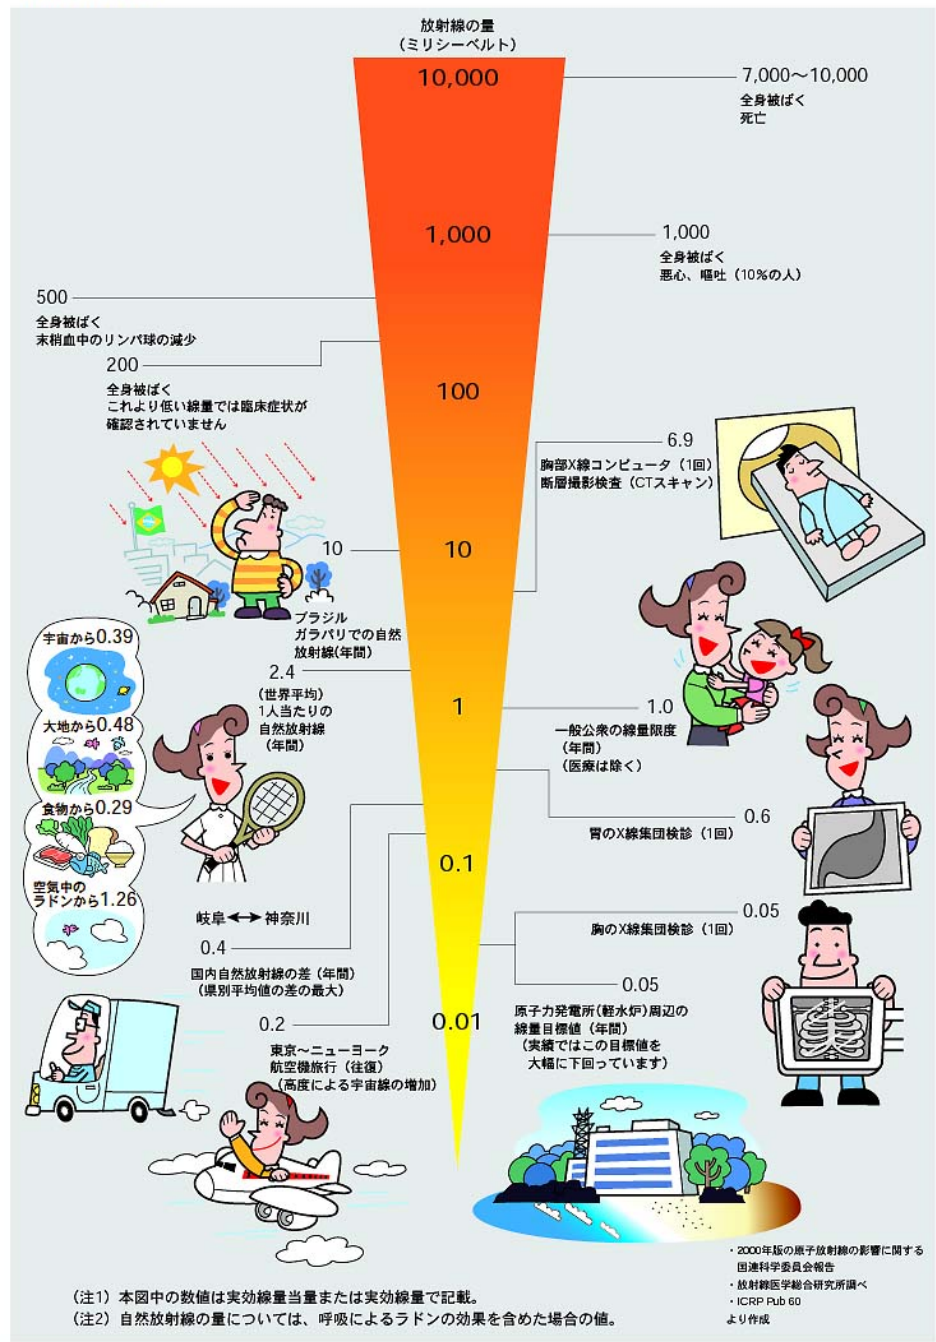 放射線の量
（ミリシーベルト）
10,000
7,000〜10,000
全身被ばく
死亡
1,000
1,000
全身被ばく
悪心、嘔吐（10%の人）
500
全身被ばく
末梢血中のリンパ球の減少
200
全身被ばく
これより低い線量では臨床症状が
確認されていません
100
6.9
胸部X線コンピュータ（1回）
断層撮影検査（CTスキャン）
10
10
ブラジル
ガラパリでの自然
放射線（年間）
宇宙から0.39
大地から0.48
食物から0.29
空気中の
ラドンから1.26
2.4
（世界平均）
1人当たりの
自然放射線
（年間）
1
1.0
一般公衆の線量限度
（年間）
（医療は除く）
0.6
胃のX線集団検診（1回）
0.1
岐阜⟷神奈川
0.4
国内自然放射線の差（年間）
（県別平均値の差の最大）
0.05
胸のX線集団検診（1回）
0.05
原子力発電所（軽水炉）周辺の
線量目標値（年間）
（実績ではこの目標値を
大幅に下回っています）
0.01
0.2
東京〜ニューヨーク
航空機旅行（往復）
（高度による宇宙線の増加）
・2000年版の原子放射線の影響に関する
国連科学委員会報告
・放射線医学総合研究所調べ
・ICRP Pub 60
より作成
（注1）本図中の数値は実効線量当量または実効線量で記載。
（注2）自然放射線の量については、呼吸によるラドンの効果を含めた場合の値。